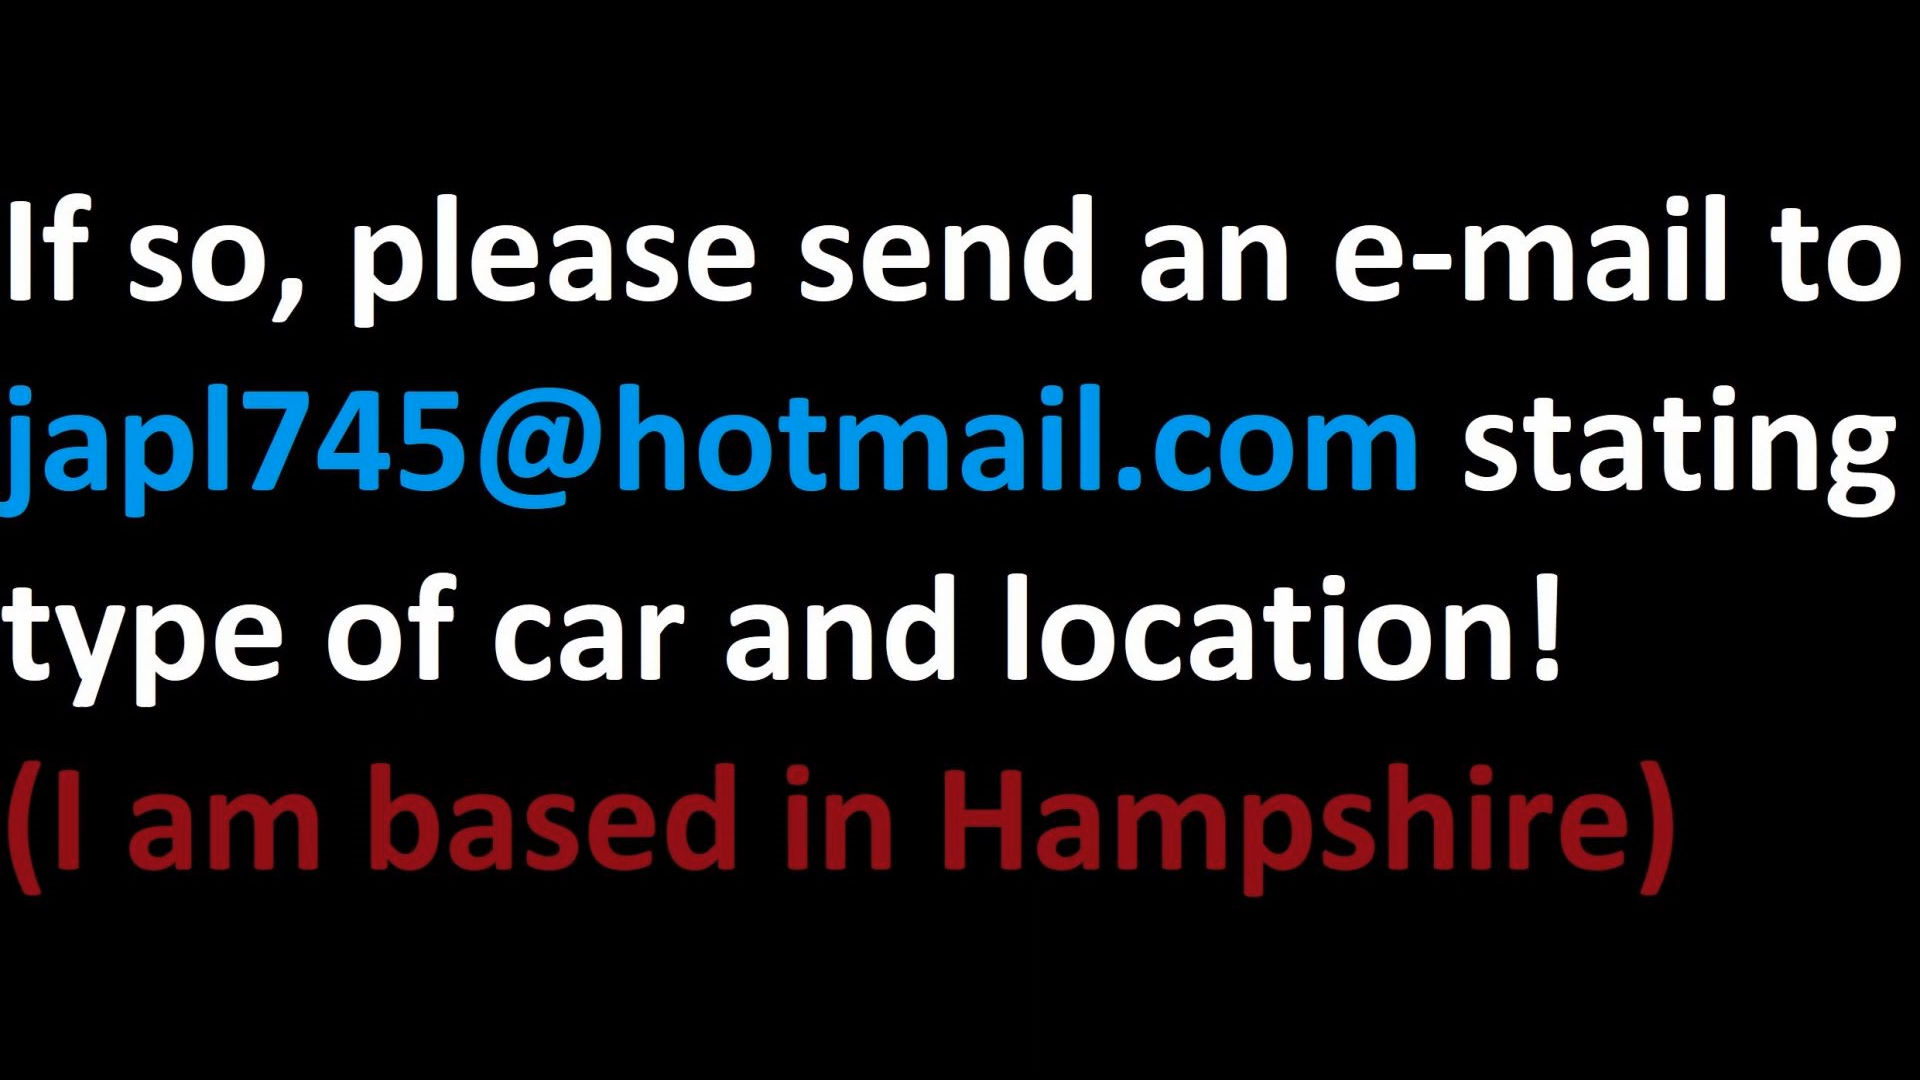 If so, please send an e-mail to
japl745@hotmail.com stating
type of car and location!
(I am based in Hampshire)